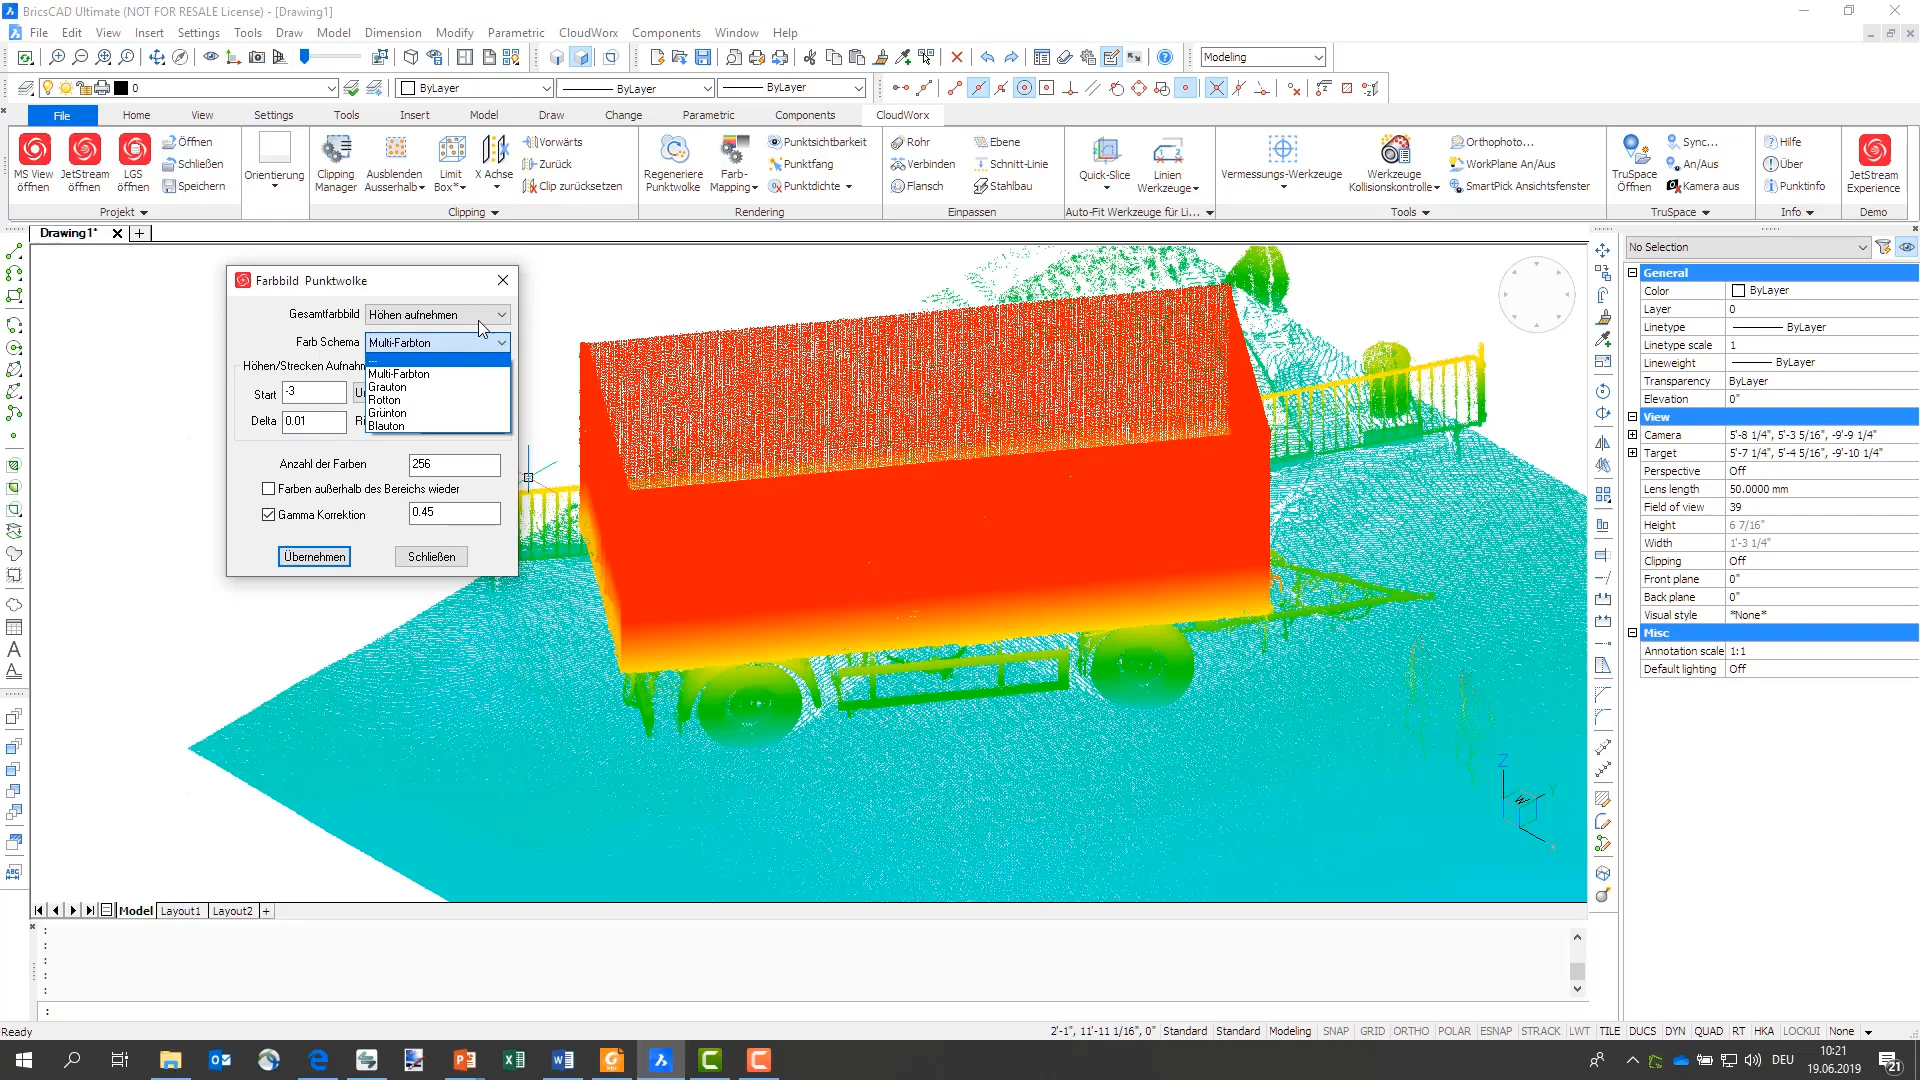 BricsCAD Ultimate (NOT FOR RESALE License) - [Drawing1]
File Edit View Insert Settings Tools Draw Model Dimension Modify Parametric CloudWorx Components Window Help
Modeling
0 ByLayer ByLayer ByLayer
File Home View Settings Tools Insert Model Draw Change Parametric Components CloudWorx
MS View öffnen
JetStream öffnen
LGS öffnen
Öffnen
Schließen
Speichern
Projekt
Orientierung
Clipping Manager
Ausblenden Ausserhalb
Limit Box*
X Achse
Vorwärts
Zurück
Clip zurücksetzen
Clipping
Regeneriere Punktwolke
Farb-Mapping
Punktsichtbarkeit
Punktfang
Punktdichte
Rendering
Rohr
Verbinden
Flansch
Ebene
Schnitt-Linie
Stahlbau
Einpassen
Quick-Slice
Linien Werkzeuge
Auto-Fit Werkzeuge für Li...
Vermessungs-Werkzeuge
Werkzeuge Kollisionskontrolle
Orthophoto...
WorkPlane An/Aus
SmartPick Ansichtsfenster
Tools
TruSpace Öffnen
Sync...
An/Aus
Kamera aus
TruSpace
Hilfe
Über
Punktinfo
Info
JetStream Experience
Demo
Drawing1*
Farbbild Punktwolke
Gesamtfarbbild Höhen aufnehmen
Farb Schema Multi-Farbton
...
Multi-Farbton
Grauton
Rotton
Grünton
Blauton
Höhen/Strecken Aufnahm
Start -3
Delta 0.01
Anzahl der Farben 256
Farben außerhalb des Bereichs wieder
Gamma Korrektion 0.45
Übernehmen Schließen
Z
Y
W
X
No Selection
General
Color ByLayer
Layer 0
Linetype ByLayer
Linetype scale 1
Lineweight ByLayer
Transparency ByLayer
Elevation 0"
View
Camera 5'-8 1/4", 5'-3 5/16", -9'-9 1/4"
Target 5'-7 1/4", 5'-4 5/16", -9'-10 1/4"
Perspective Off
Lens length 50.0000 mm
Field of view 39
Height 6 7/16"
Width 1'-3 1/4"
Clipping Off
Front plane 0"
Back plane 0"
Visual style *None*
Misc
Annotation scale 1:1
Default lighting Off
Model Layout1 Layout2 +
:
:
:
:
:
:
Ready
2'-1", 11'-11 1/16", 0" Standard Standard Modeling SNAP GRID ORTHO POLAR ESNAP STRACK LWT TILE DUCS DYN QUAD RT HKA LOCKUI None
DEU
10:21
19.06.2019
21